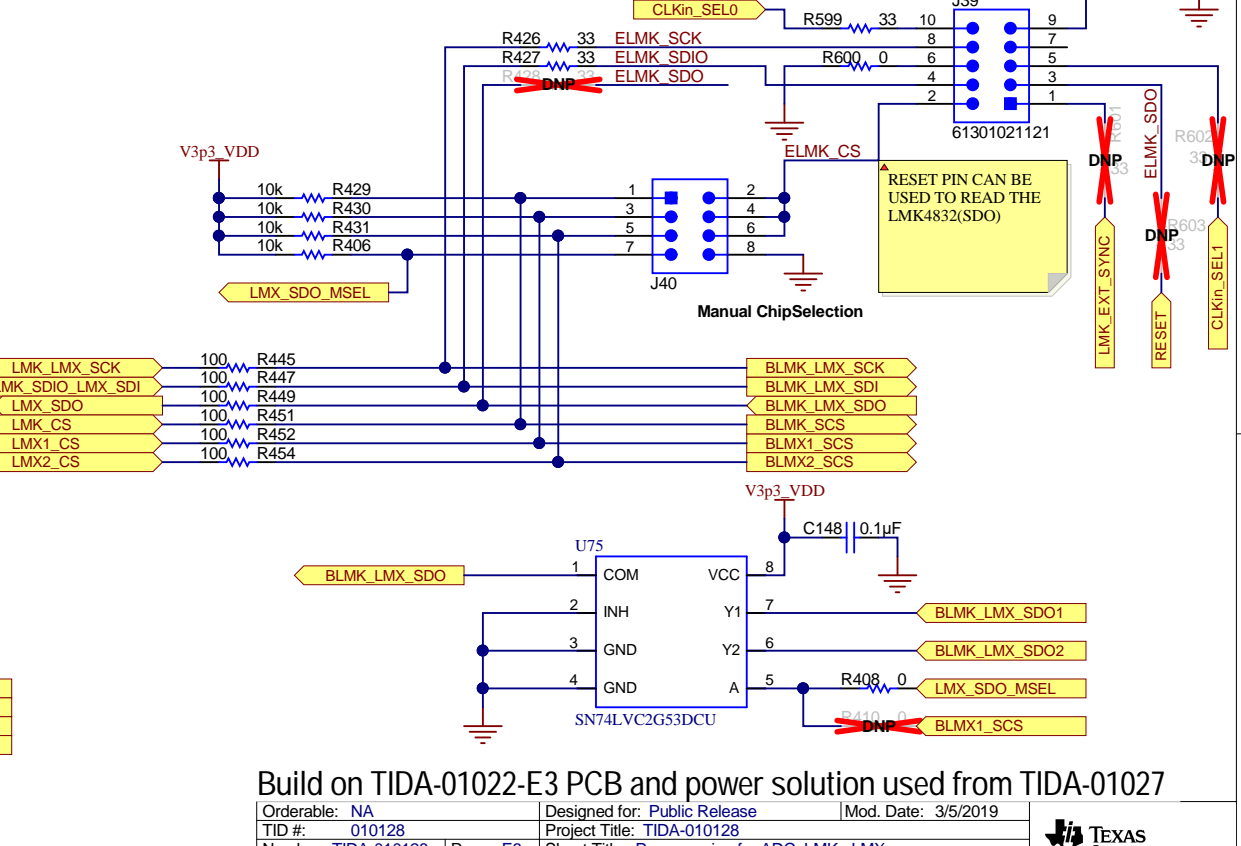 CLKin_SEL0
J39
R599 33 10 9
R426 33 ELMK_SCK 8 7
R427 33 ELMK_SDIO R600 0 6 5
R428 33 DNP ELMK_SDO 4 3
2 1
61301021121
R601 33 DNP
ELMK_SDO
R602 33 DNP
R603 33 DNP
LMK_EXT_SYNC
RESET
CLKin_SEL1
ELMK_CS
RESET PIN CAN BE
USED TO READ THE
LMK4832(SDO)
V3p3_VDD
10k R429 1 2
10k R430 3 4
10k R431 5 6
10k R406 7 8
J40
LMX_SDO_MSEL
Manual ChipSelection
LMK_LMX_SCK 100 R445 BLMK_LMX_SCK
MK_SDIO_LMX_SDI 100 R447 BLMK_LMX_SDI
LMX_SDO 100 R449 BLMK_LMX_SDO
LMK_CS 100 R451 BLMK_SCS
LMX1_CS 100 R452 BLMX1_SCS
LMX2_CS 100 R454 BLMX2_SCS
V3p3_VDD
C148 0.1µF
U75
BLMK_LMX_SDO 1 COM VCC 8
2 INH Y1 7 BLMK_LMX_SDO1
3 GND Y2 6 BLMK_LMX_SDO2
4 GND A 5 R408 0 LMX_SDO_MSEL
SN74LVC2G53DCU
R410 0 DNP BLMX1_SCS
Build on TIDA-01022-E3 PCB and power solution used from TIDA-01027
Orderable: NA Designed for: Public Release Mod. Date: 3/5/2019
TID #: 010128 Project Title: TIDA-010128
TEXAS